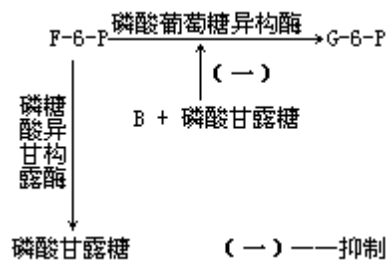 磷酸葡萄糖异构酶
F-6-P
G-6-P
(一)
B + 磷酸甘露糖
磷酸甘露糖异构酶
磷酸甘露糖
(一)——抑制